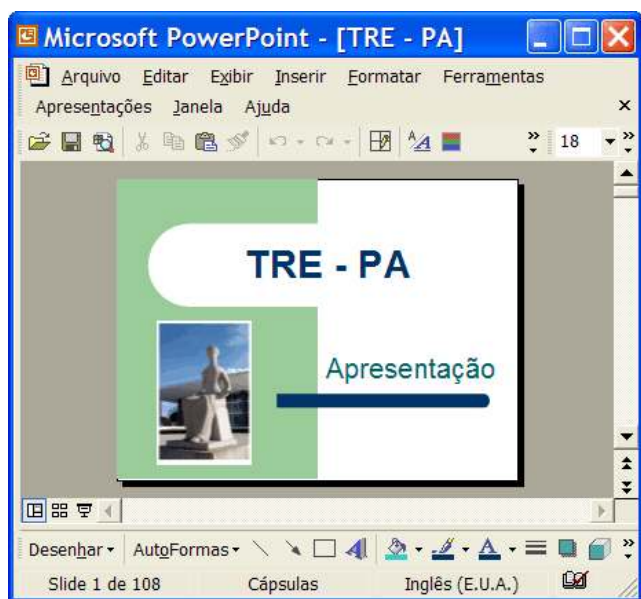 Microsoft PowerPoint - [TRE - PA]
Arquivo Editar Exibir Inserir Formatar Ferramentas
Apresentações Janela Ajuda
18
TRE - PA
Apresentação
Desenhar AutoFormas
Slide 1 de 108 Cápsulas Inglês (E.U.A.)